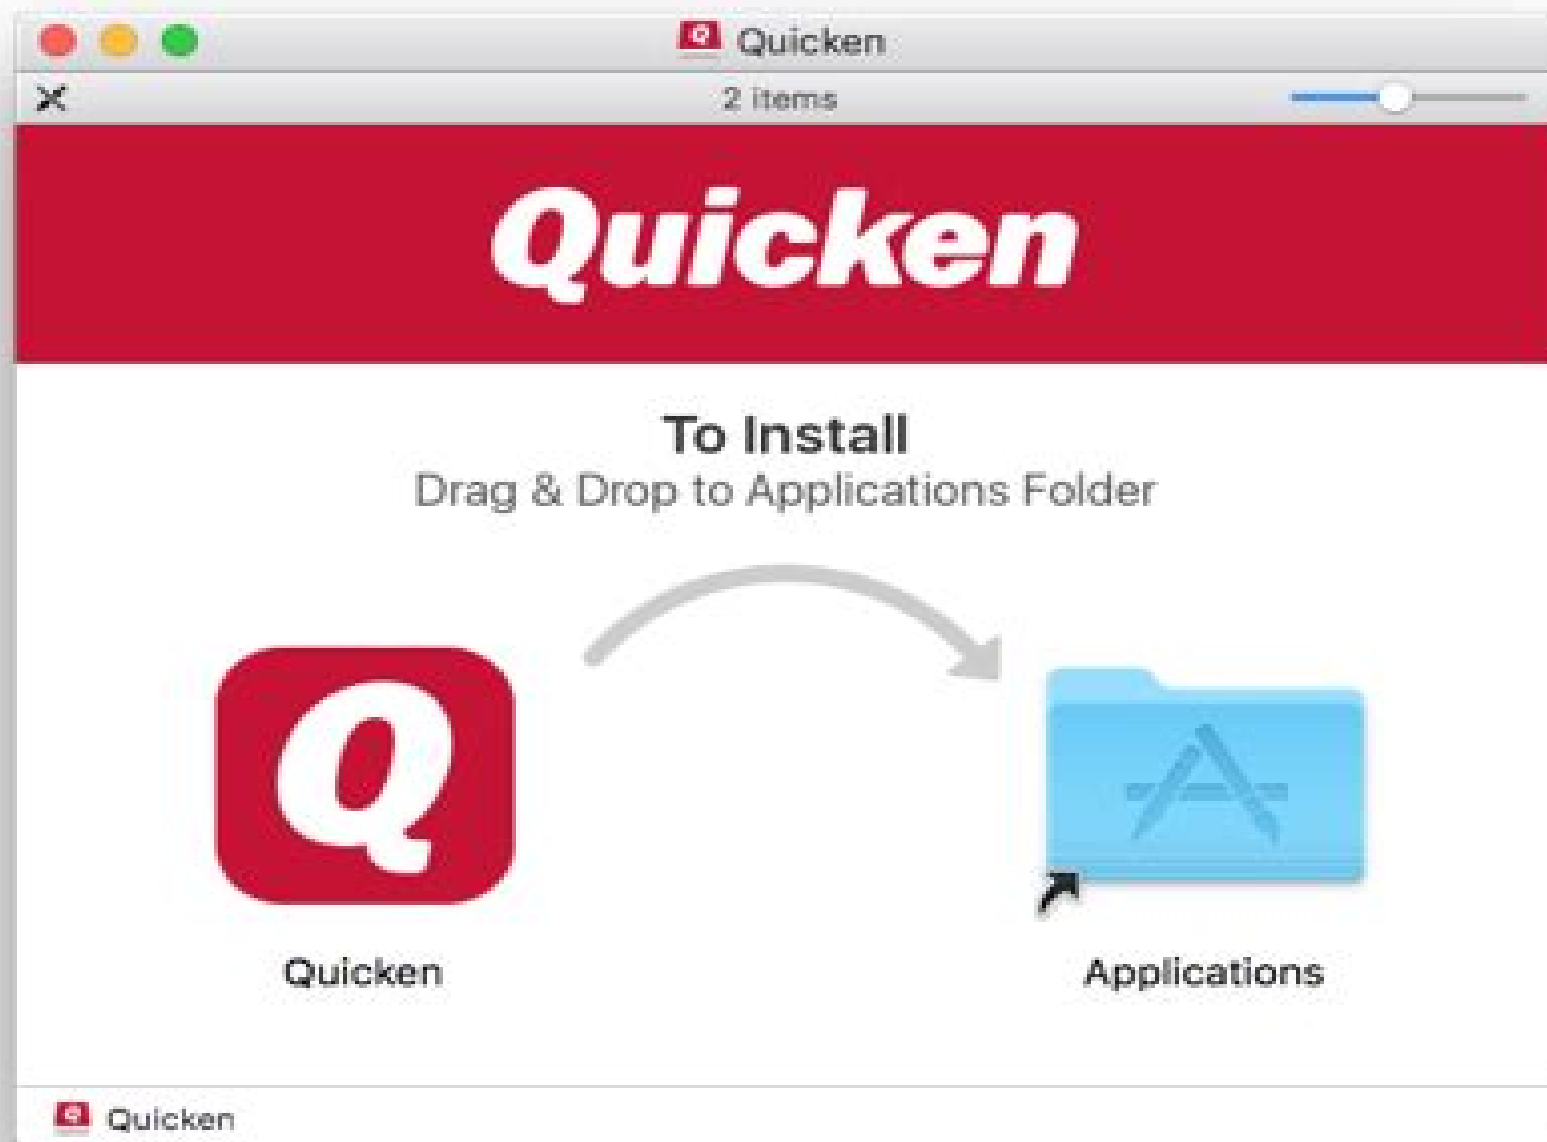 Quicken
2 items
Quicken
To Install
Drag & Drop to Applications Folder
Q
Quicken
Applications
Quicken